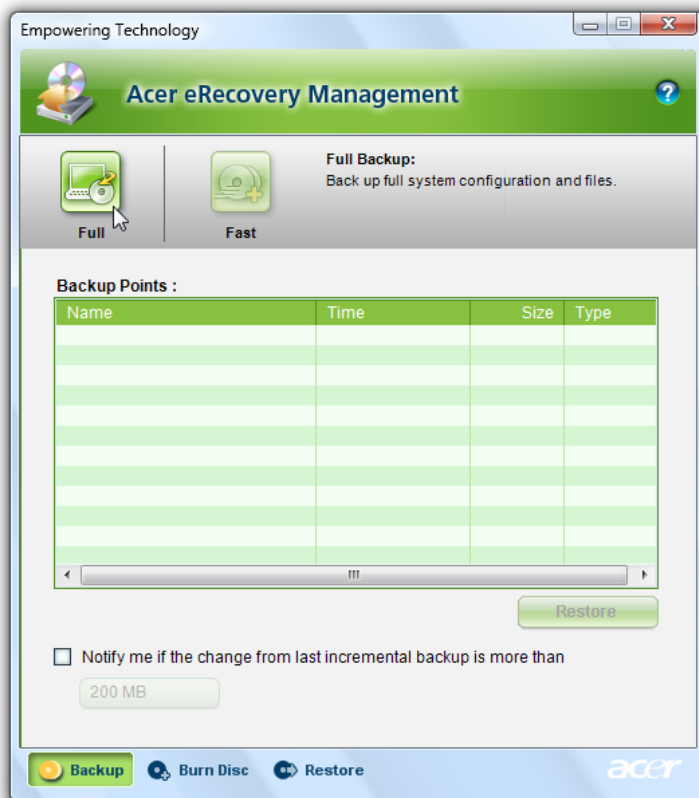 Empowering Technology
Acer eRecovery Management
?
Full Backup:
Back up full system configuration and files.
Full
Fast
Backup Points :
Name Time Size Type
Restore
Notify me if the change from last incremental backup is more than
200 MB
Backup Burn Disc Restore acer